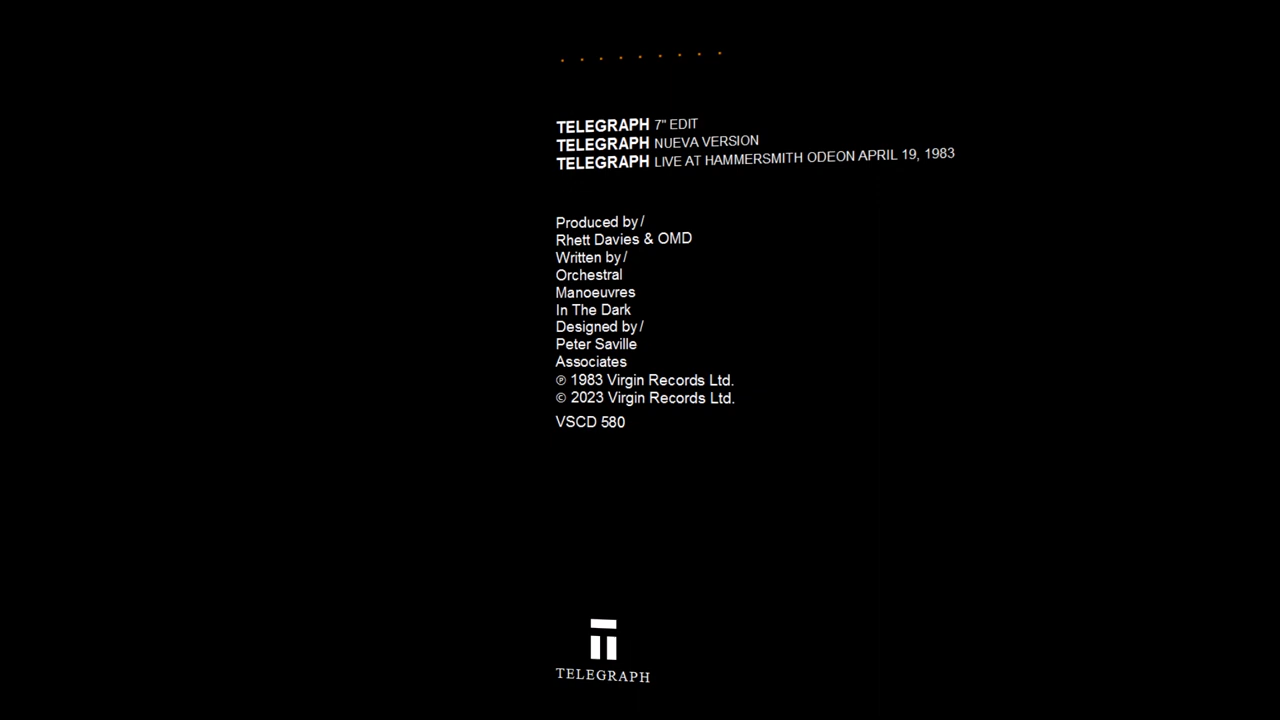 TELEGRAPH 7" EDIT
TELEGRAPH NUEVA VERSION
TELEGRAPH LIVE AT HAMMERSMITH ODEON APRIL 19, 1983
Produced by /
Rhett Davies & OMD
Written by /
Orchestral
Manoeuvres
In The Dark
Designed by /
Peter Saville
Associates
℗ 1983 Virgin Records Ltd.
© 2023 Virgin Records Ltd.
VSCD 580
TELEGRAPH